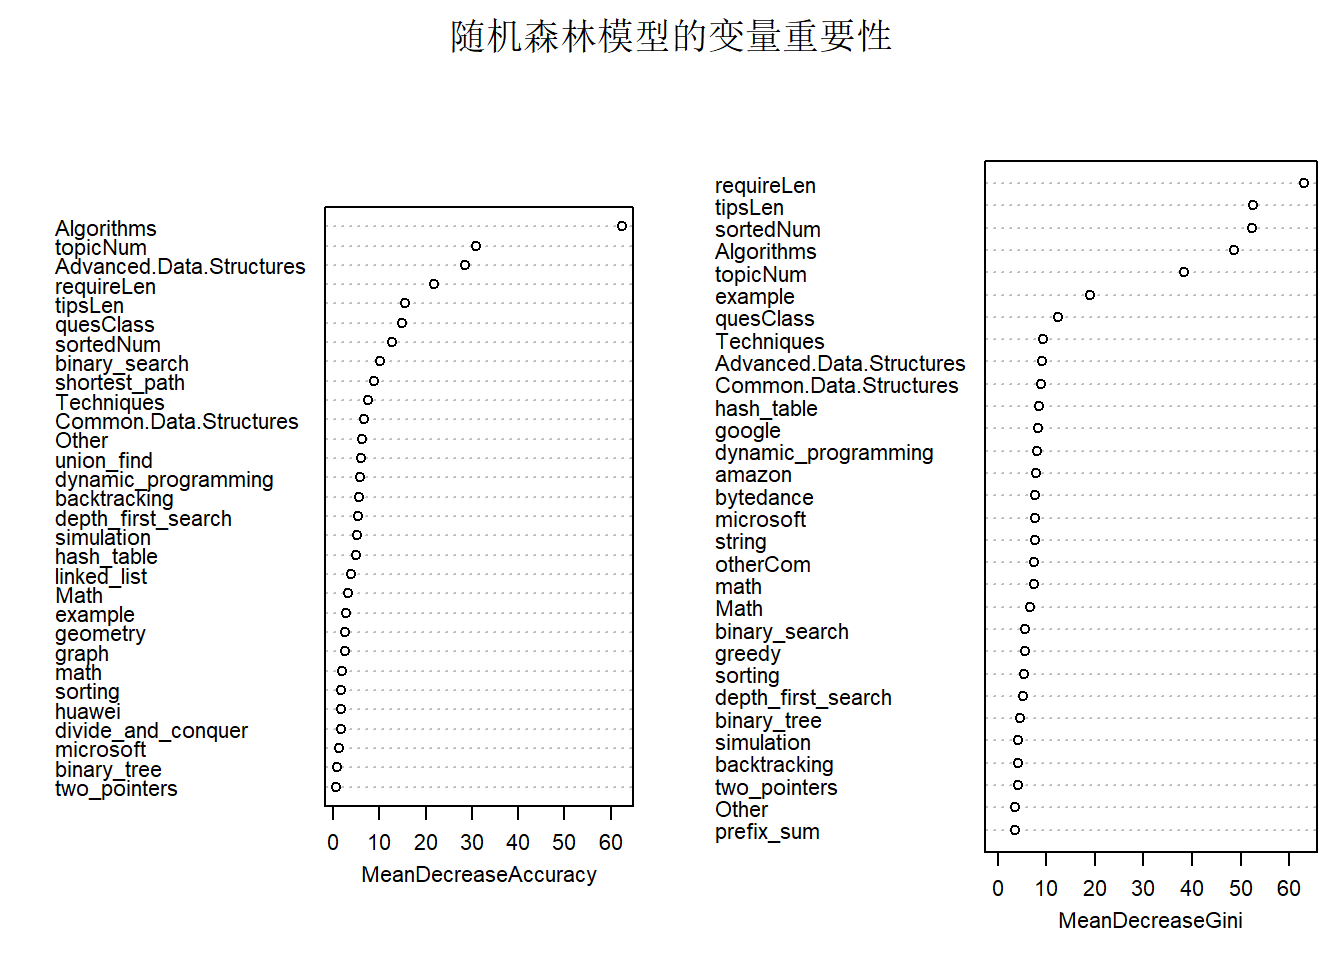 随机森林模型的变量重要性
Algorithms
topicNum
Advanced.Data.Structures
requireLen
tipsLen
quesClass
sortedNum
binary_search
shortest_path
Techniques
Common.Data.Structures
Other
union_find
dynamic_programming
backtracking
depth_first_search
simulation
hash_table
linked_list
Math
example
geometry
graph
math
sorting
huawei
divide_and_conquer
microsoft
binary_tree
two_pointers
0 10 20 30 40 50 60
MeanDecreaseAccuracy
requireLen
tipsLen
sortedNum
Algorithms
topicNum
example
quesClass
Techniques
Advanced.Data.Structures
Common.Data.Structures
hash_table
google
dynamic_programming
amazon
bytedance
microsoft
string
otherCom
math
Math
binary_search
greedy
sorting
depth_first_search
binary_tree
simulation
backtracking
two_pointers
Other
prefix_sum
0 10 20 30 40 50 60
MeanDecreaseGini